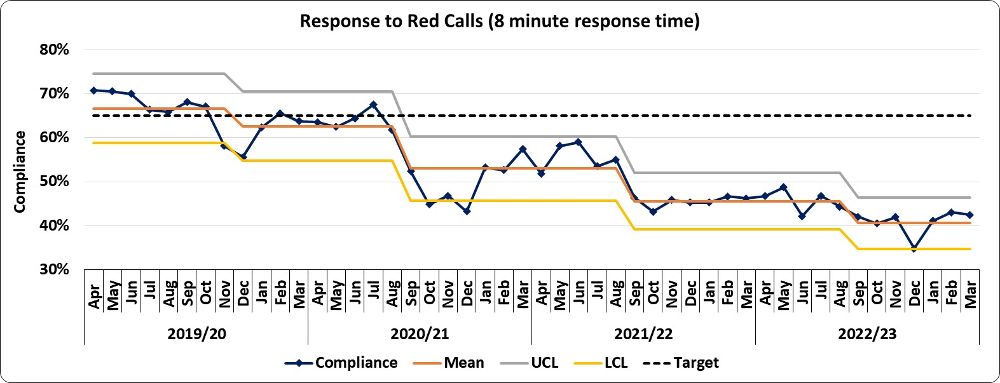 Response to Red Calls (8 minute response time)
80%
70%
60%
50%
40%
30%
Compliance
Apr May Jun Jul Aug Sep Oct Nov Dec Jan Feb Mar Apr May Jun Jul Aug Sep Oct Nov Dec Jan Feb Mar Apr May Jun Jul Aug Sep Oct Nov Dec Jan Feb Mar Apr May Jun Jul Aug Sep Oct Nov Dec Jan Feb Mar
2019/20 2020/21 2021/22 2022/23
Compliance Mean UCL LCL Target